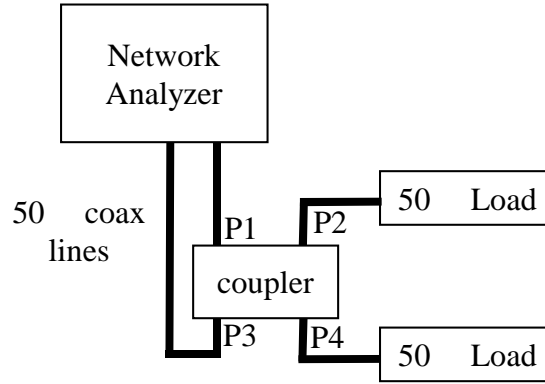 Network
Analyzer
50 coax
lines
P1
P2
50 Load
coupler
P3
P4
50 Load